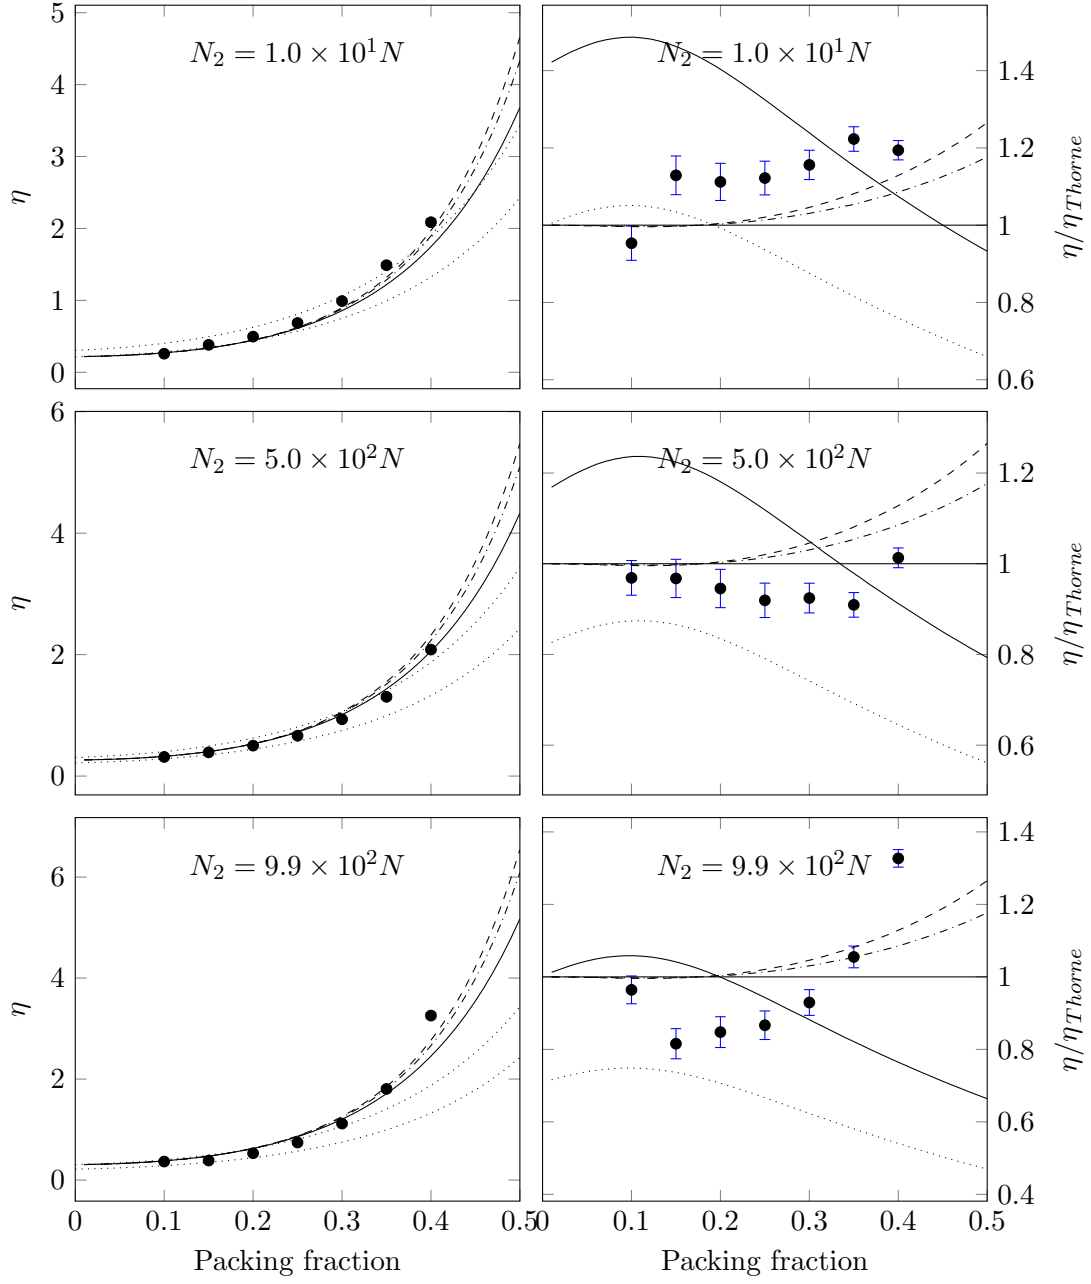 5
4
3
2
1
0
η
N₂ = 1.0 × 10¹N
N₂ = 1.0 × 10¹N
1.4
1.2
1
0.8
0.6
η/η_Thorne
6
4
2
0
η
N₂ = 5.0 × 10²N
N₂ = 5.0 × 10²N
1.2
1
0.8
0.6
η/η_Thorne
6
4
2
0
η
N₂ = 9.9 × 10²N
N₂ = 9.9 × 10²N
1.4
1.2
1
0.8
0.6
0.4
η/η_Thorne
0 0.1 0.2 0.3 0.4 0.5
0 0.1 0.2 0.3 0.4 0.5
Packing fraction
Packing fraction